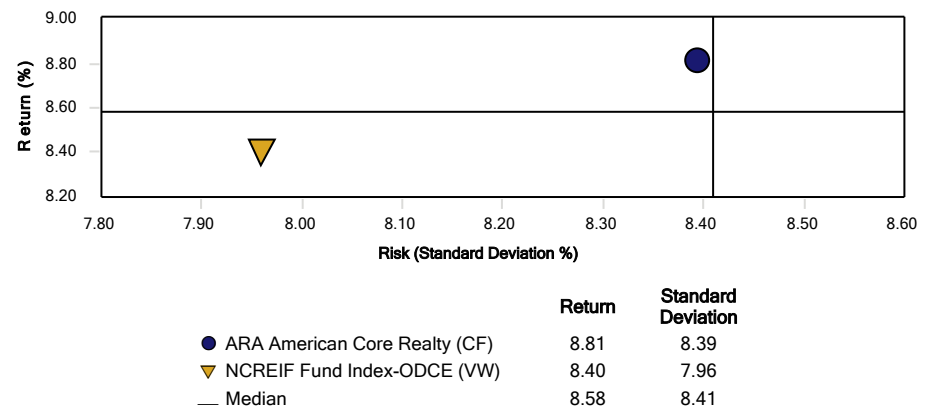 9.00
8.80
8.60
8.40
8.20
Return (%)
7.80 7.90 8.00 8.10 8.20 8.30 8.40 8.50 8.60
Risk (Standard Deviation %)
Return Standard Deviation
ARA American Core Realty (CF) 8.81 8.39
NCREIF Fund Index-ODCE (VW) 8.40 7.96
Median 8.58 8.41